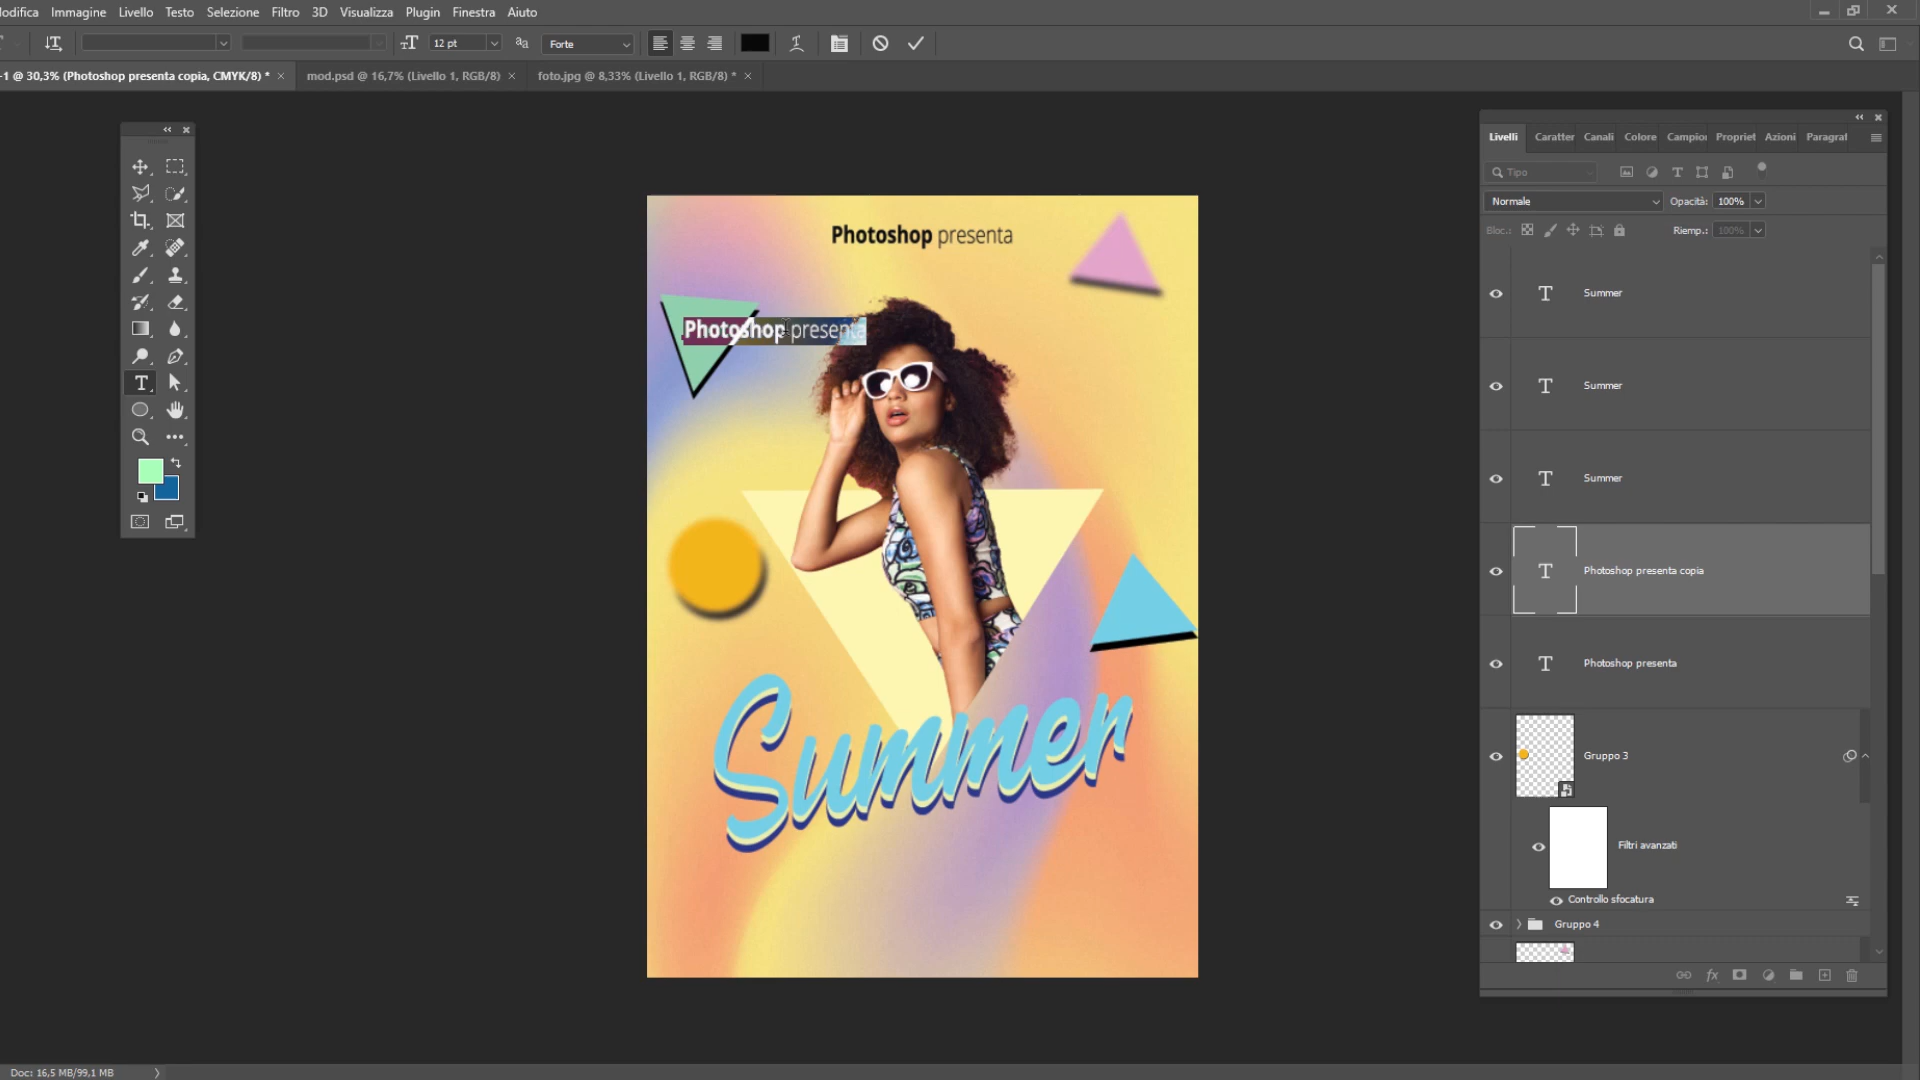 Modifica Immagine Livello Testo Selezione Filtro 3D Visualizza Plugin Finestra Aiuto
12 pt Forte
-1 @ 30,3% (Photoshop presenta copia, CMYK/8) * mod.psd @ 16,7% (Livello 1, RGB/8) foto.jpg @ 8,33% (Livello 1, RGB/8) *
Photoshop presenta
Photoshop presenta
Summer
Livelli Caratter Canali Colore Campion Propriet Azioni Paragraf
Tipo
Normale Opacità: 100%
Bloc.: Riemp.: 100%
Summer
Summer
Summer
Photoshop presenta copia
Photoshop presenta
Gruppo 3
Filtri avanzati
Controllo sfocatura
Gruppo 4
Doc: 16,5 MB/99,1 MB